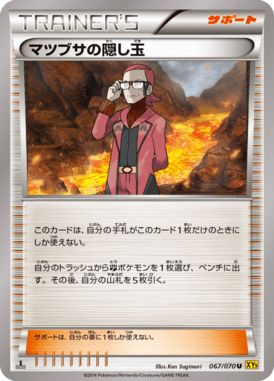 TRAINER'S
サポート
マツブサの隠し玉
このカードは、自分の手札がこのカード1枚だけのときに
しか使えない。
自分のトラッシュから闘ポケモンを1枚選び、ベンチに出
す。その後、自分の山札を5枚引く。
サポートは、自分の番に1枚しか使えない。
Illus.Ken Sugimori
067/070 U
XY5
©2014 Pokémon/Nintendo/Creatures/GAME FREAK.